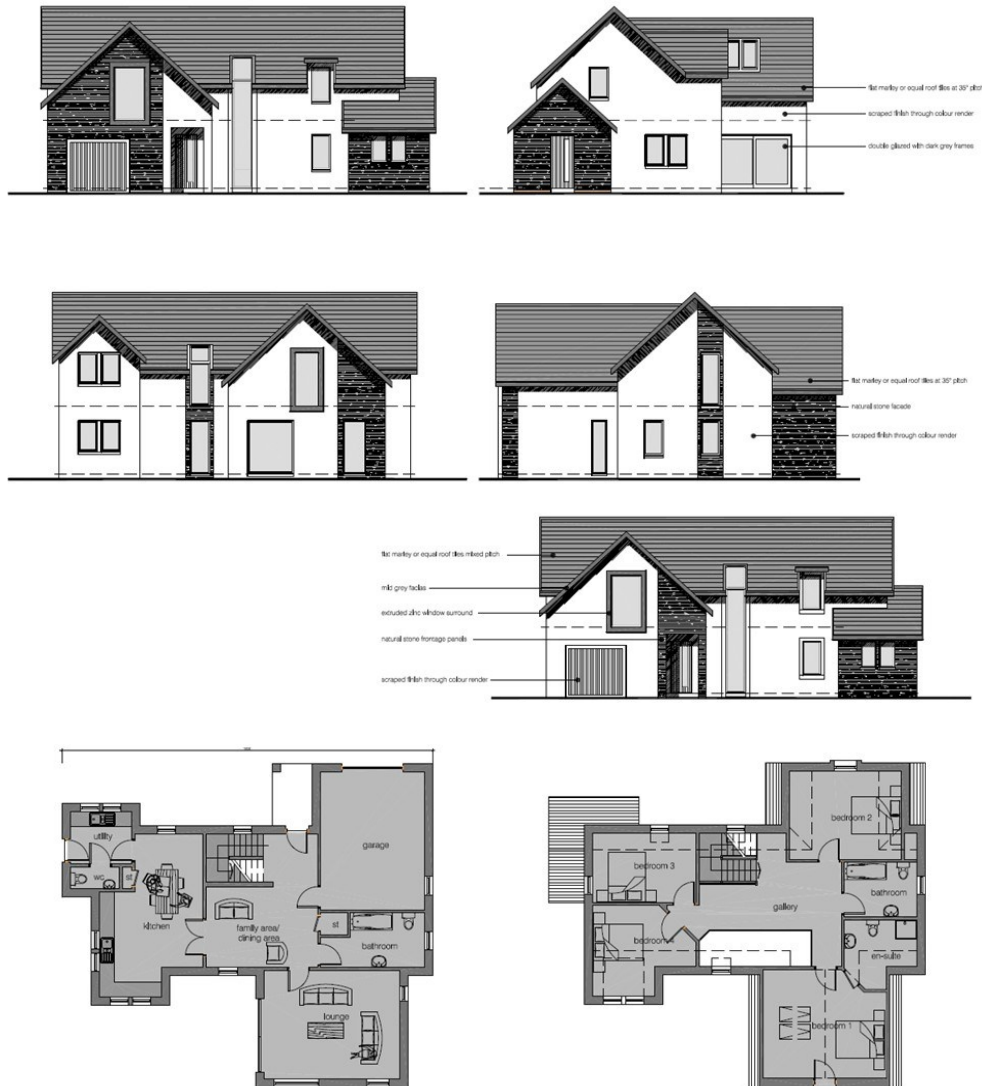 flat marley or equal roof tiles at 35° pitch
scraped finish through colour render
double glazed with dark grey frames
flat marley or equal roof tiles at 35° pitch
natural stone facade
scraped finish through colour render
flat marley or equal roof tiles mixed pitch
mid grey facias
extruded zinc window surround
natural stone frontage panels
scraped finish through colour render
utility
wc
st
kitchen
family area/
dining area
garage
st
bathroom
lounge
bedroom 2
bedroom 3
bathroom
gallery
bedroom 4
en-suite
bedroom 1